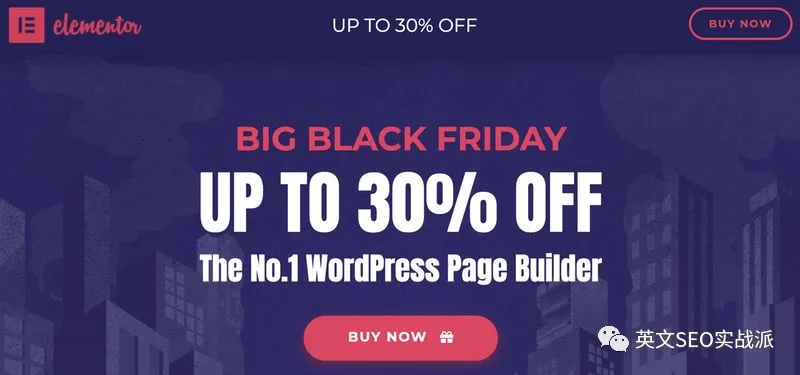 elementor
UP TO 30% OFF
BUY NOW
BIG BLACK FRIDAY
UP TO 30% OFF
The No.1 WordPress Page Builder
BUY NOW
英文SEO实战派